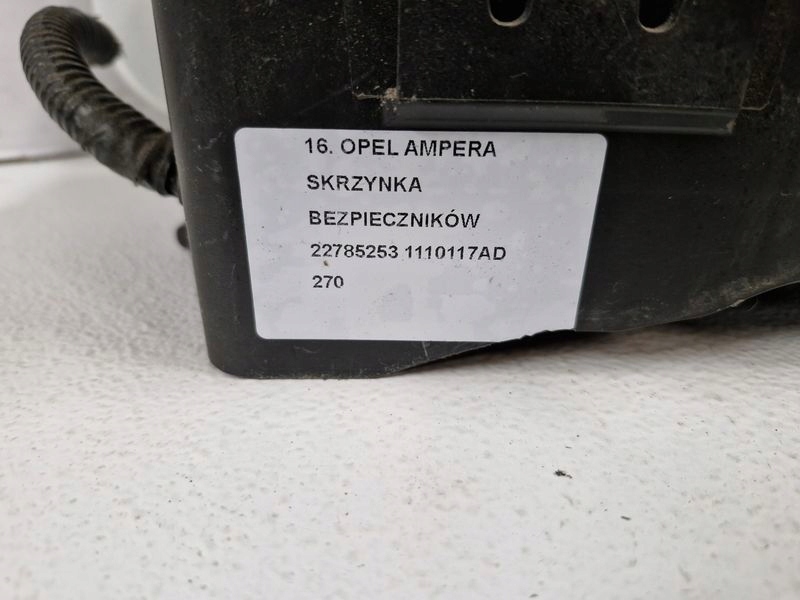 16. OPEL AMPERA
SKRZYNKA
BEZPIECZNIKÓW
22785253 1110117AD
270